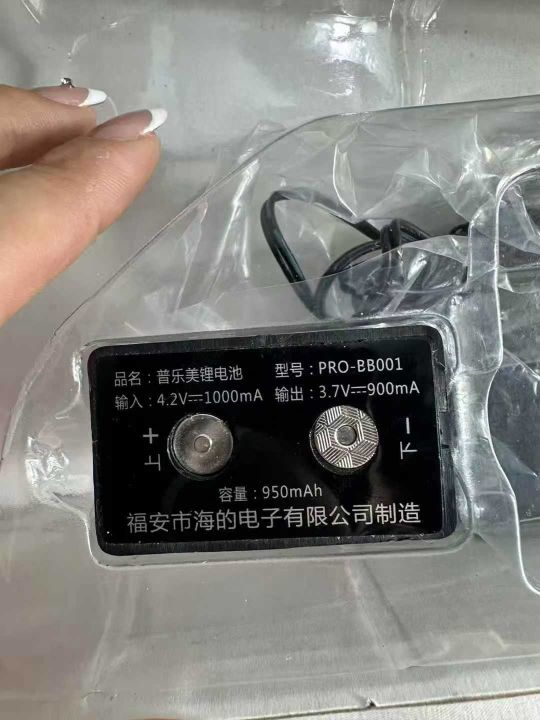 品名：普乐美锂电池 型号：PRO-BB001
输入：4.2V⎓1000mA 输出：3.7V⎓900mA
上 + 下 −
容量：950mAh
福安市海的电子有限公司制造